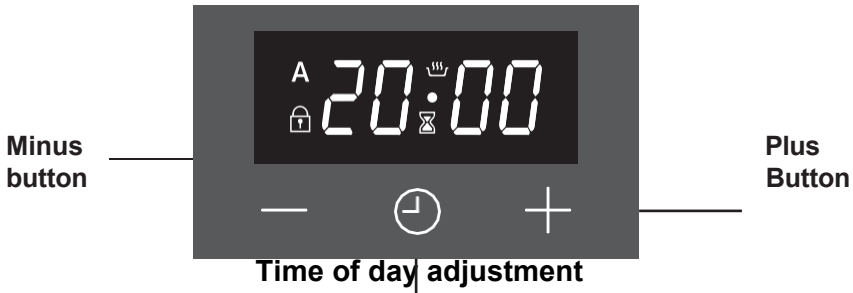 A
20:00
Minus
button
Plus
Button
Time of day adjustment